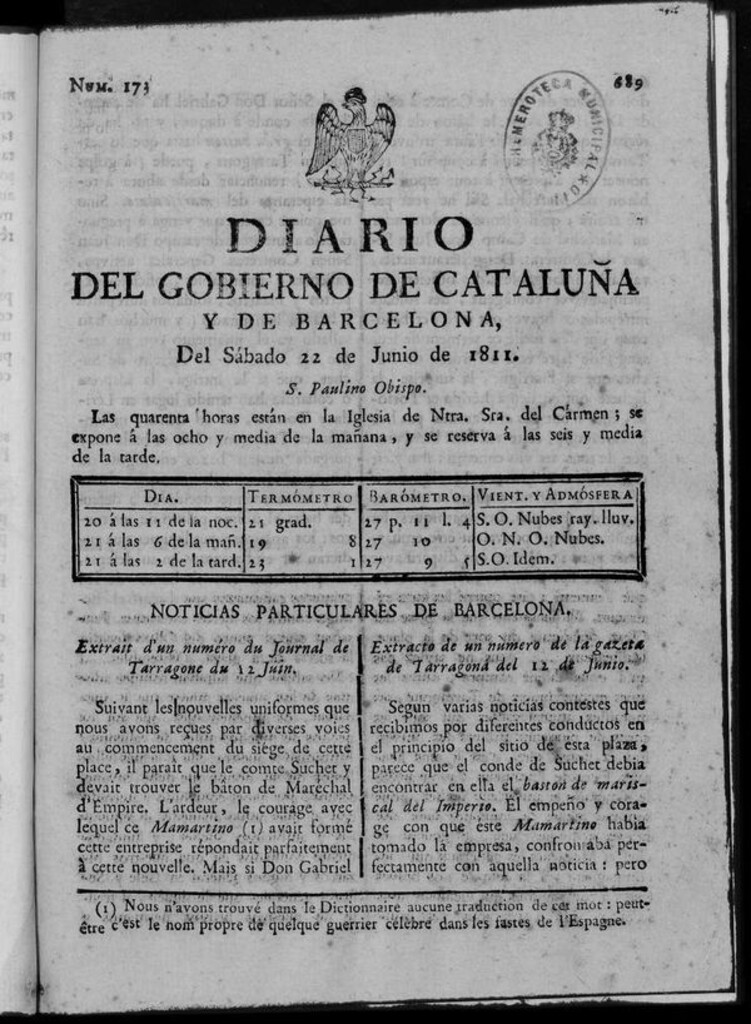 Num. 173
689
HEMEROTECA MUNICIPAL
DIARIO
DEL GOBIERNO DE CATALUÑA
Y DE BARCELONA,
Del Sábado 22 de Junio de 1811.
S. Paulino Obispo.
Las quarenta horas están en la Iglesia de Ntra. Sra. del Cármen; se
expone á las ocho y media de la mañana, y se reserva á las seis y media
de la tarde.
DIA. TERMÓMETRO BARÓMETRO. VIENT. Y ADMÓSFERA
20 á las 11 de la noc. 21 grad. 27 p. 11 l. 4 S. O. Nubes ray. lluv.
21 á las 6 de la mañ. 19 8 27 10 O. N. O. Nubes.
21 á las 2 de la tard. 23 1 27 9 5 S.O. Idem.
NOTICIAS PARTICULARES DE BARCELONA.
Extrait d'un numéro du Journal de
Tarragone du 12 Juin.
Suivant les nouvelles uniformes que
nous avons reçues par diverses voies
au commencement du siége de cette
place, il parait que le comte Suchet y
devait trouver le bâton de Maréchal
d'Empire. L'ardeur, le courage avec
lequel ce Mamartino (1) avait formé
cette entreprise répondait parfaitement
à cette nouvelle. Mais si Don Gabriel
Extracto de un número de la gazeta
de Tarragona del 12 de Junio.
Segun varias noticias contestes que
recibimos por diferentes conductos en
el principio del sitio de esta plaza,
parece que el conde de Suchet debia
encontrar en ella el baston de maris-
cal del Imperio. El empeño y cora-
ge con que este Mamartino habia
tomado la empresa, confrontaba per-
fectamente con aquella noticia: pero
(1) Nous n'avons trouvé dans le Dictionnaire aucune traduction de cet mot: peut-
être c'est le nom propre de quelque guerrier célèbre dans les fastes de l'Espagne.